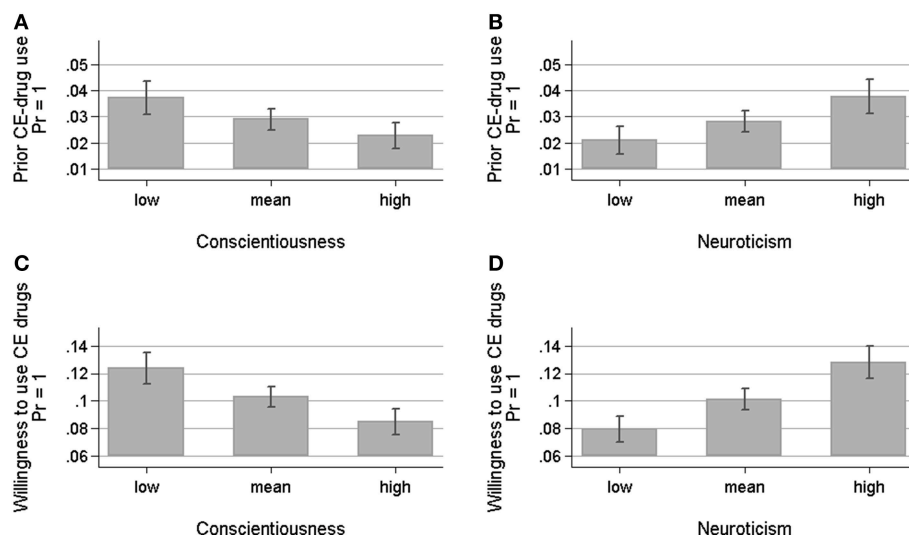 A
Prior CE-drug use
Pr = 1
.05
.04
.03
.02
.01
low mean high
Conscientiousness
B
Prior CE-drug use
Pr = 1
.05
.04
.03
.02
.01
low mean high
Neuroticism
C
Willingness to use CE drugs
Pr = 1
.14
.12
.1
.08
.06
low mean high
Conscientiousness
D
Willingness to use CE drugs
Pr = 1
.14
.12
.1
.08
.06
low mean high
Neuroticism